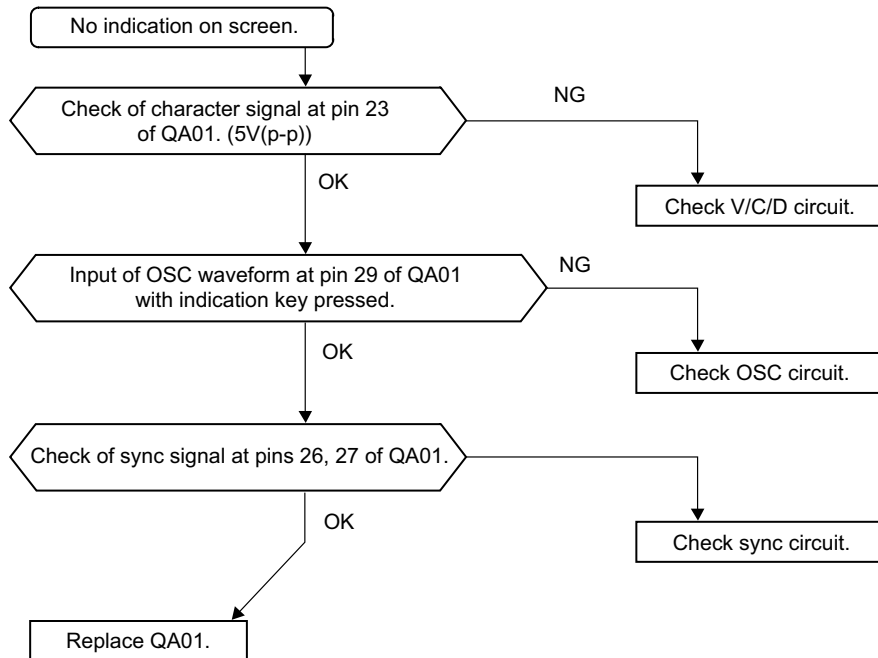 No indication on screen.
Check of character signal at pin 23
of QA01. (5V(p-p))
NG
OK
Check V/C/D circuit.
Input of OSC waveform at pin 29 of QA01
with indication key pressed.
NG
OK
Check OSC circuit.
Check of sync signal at pins 26, 27 of QA01.
OK
Check sync circuit.
Replace QA01.